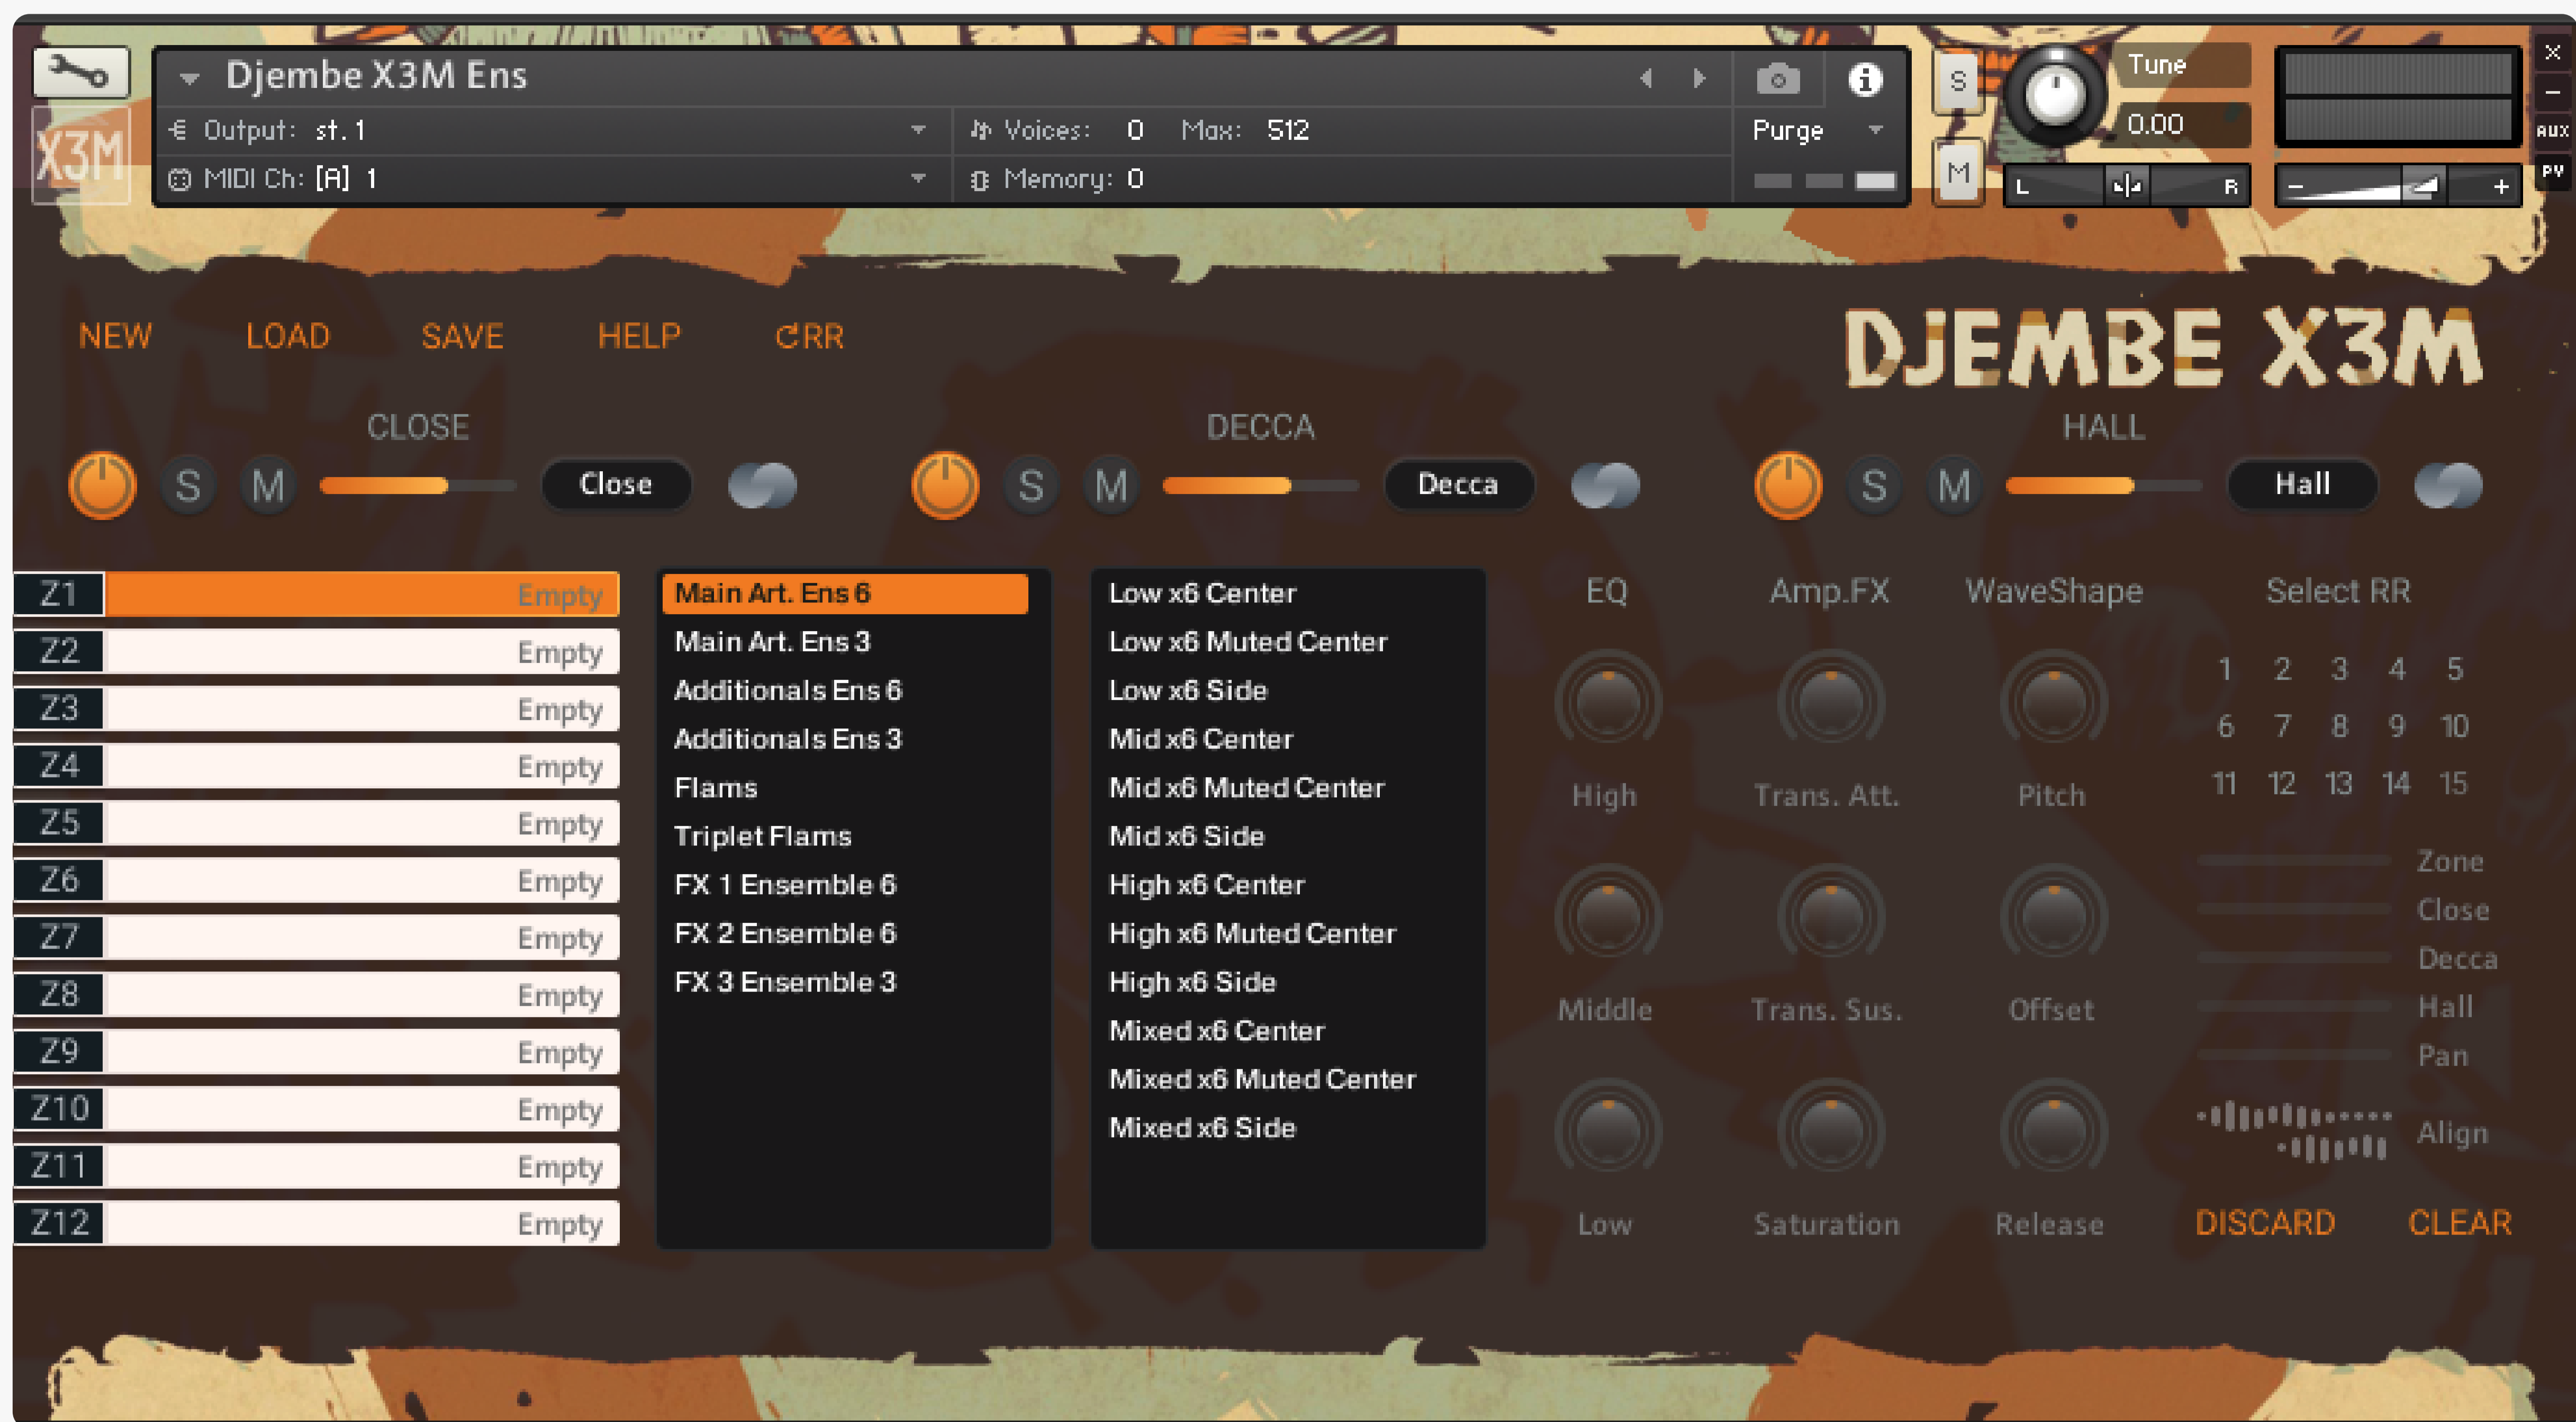 Djembe X3M Ens
S
Tune
X
X3M
Output: st. 1
Voices: 0 Max: 512
Purge
0.00
AUX
MIDI Ch: [A] 1
Memory: 0
M
L
R
PV
NEW
LOAD
SAVE
HELP
RR
DJEMBE X3M
CLOSE
DECCA
HALL
S M Close
S M Decca
S M Hall
Z1 Empty
Z2 Empty
Z3 Empty
Z4 Empty
Z5 Empty
Z6 Empty
Z7 Empty
Z8 Empty
Z9 Empty
Z10 Empty
Z11 Empty
Z12 Empty
Main Art. Ens 6
Main Art. Ens 3
Additionals Ens 6
Additionals Ens 3
Flams
Triplet Flams
FX 1 Ensemble 6
FX 2 Ensemble 6
FX 3 Ensemble 3
Low x6 Center
Low x6 Muted Center
Low x6 Side
Mid x6 Center
Mid x6 Muted Center
Mid x6 Side
High x6 Center
High x6 Muted Center
High x6 Side
Mixed x6 Center
Mixed x6 Muted Center
Mixed x6 Side
EQ
Amp.FX
WaveShape
High
Trans. Att.
Pitch
Middle
Trans. Sus.
Offset
Low
Saturation
Release
Select RR
1 2 3 4 5
6 7 8 9 10
11 12 13 14 15
Zone
Close
Decca
Hall
Pan
Align
DISCARD
CLEAR